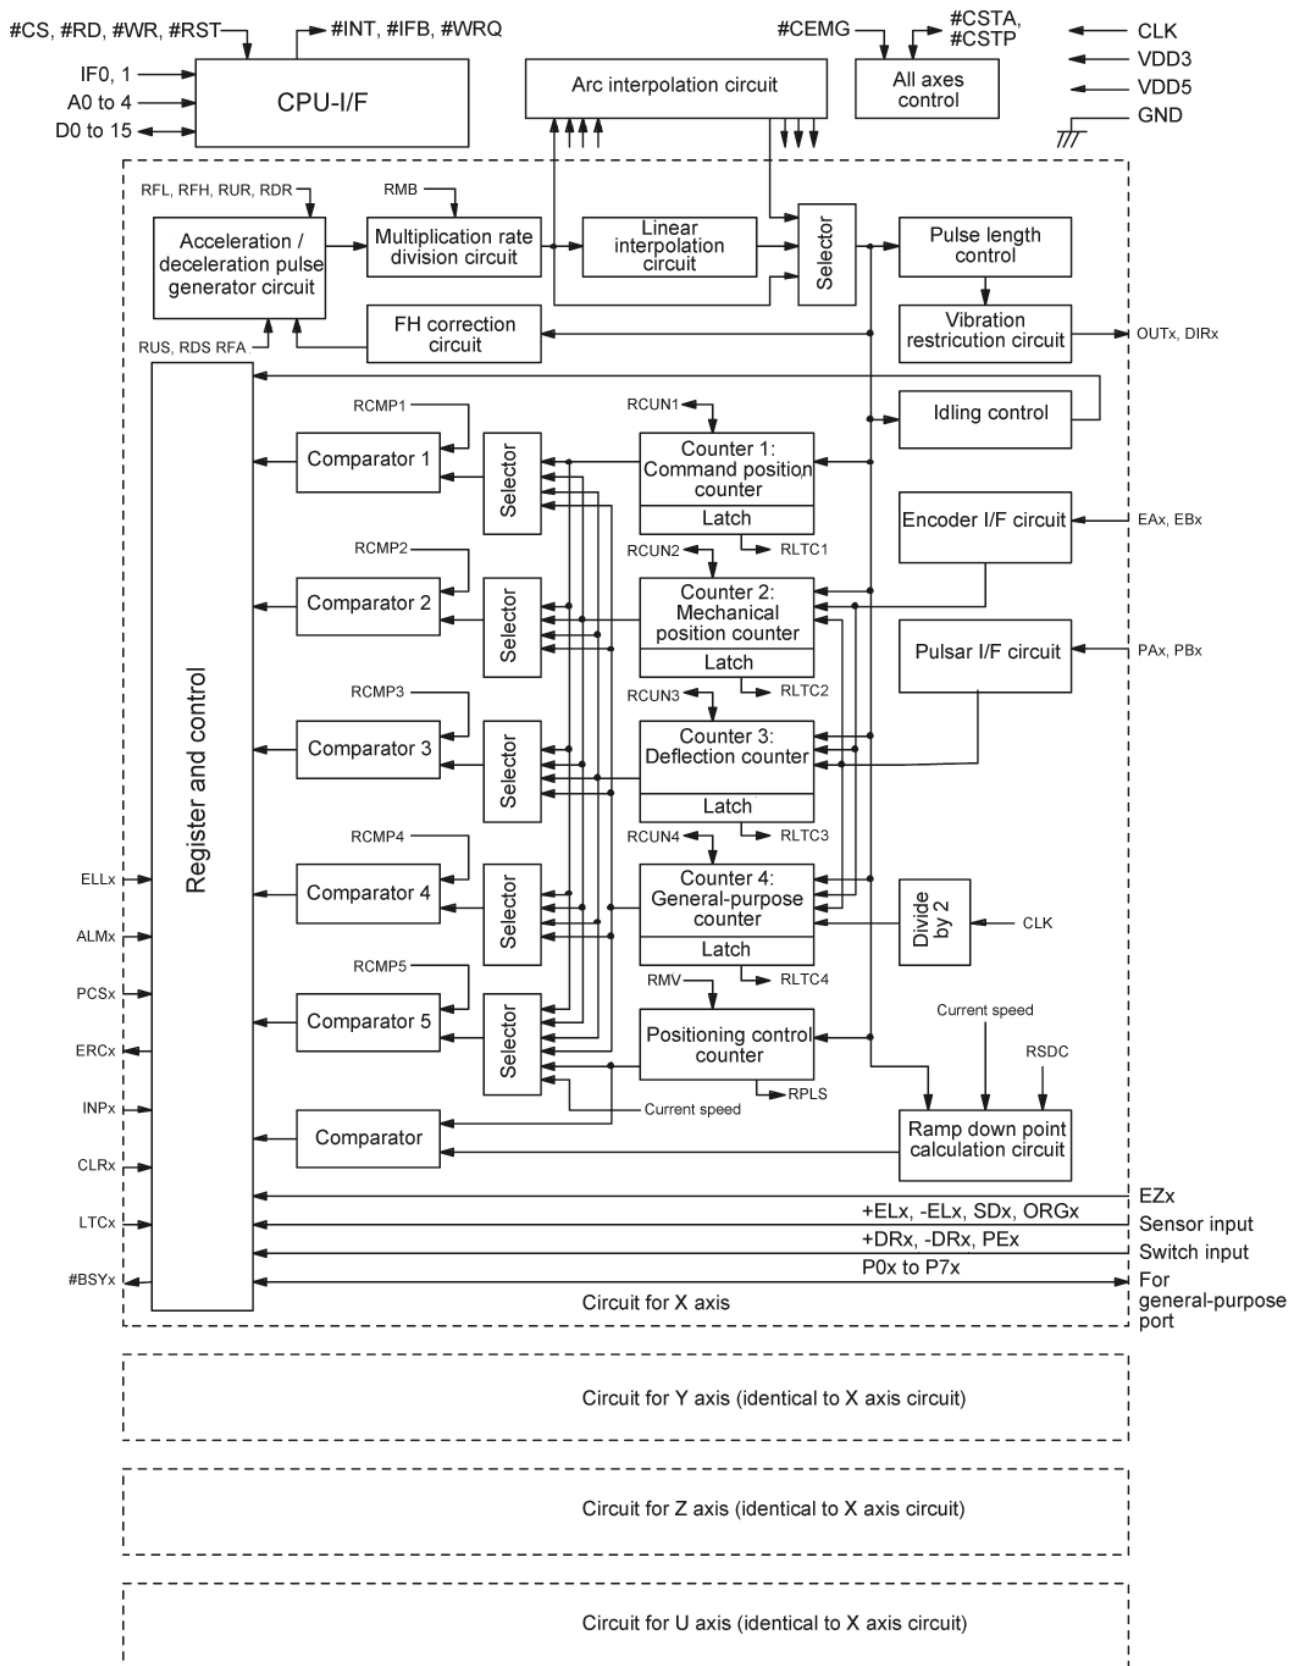 #CS, #RD, #WR, #RST
#INT, #IFB, #WRQ
#CEMG
#CSTA,
#CSTP
CLK
VDD3
VDD5
GND
IF0, 1
A0 to 4
D0 to 15
CPU-I/F
Arc interpolation circuit
All axes
control
RFL, RFH, RUR, RDR
RMB
Acceleration /
deceleration pulse
generator circuit
Multiplication rate
division circuit
Linear
interpolation
circuit
Selector
Pulse length
control
FH correction
circuit
Vibration
restricution circuit
OUTx, DIRx
RUS, RDS RFA
Register and control
RCMP1
Comparator 1
Selector
RCUN1
Counter 1:
Command position
counter
Latch
RLTC1
Idling control
Encoder I/F circuit
EAx, EBx
RCMP2
Comparator 2
Selector
RCUN2
Counter 2:
Mechanical
position counter
Latch
RLTC2
Pulsar I/F circuit
PAx, PBx
RCMP3
Comparator 3
Selector
RCUN3
Counter 3:
Deflection counter
Latch
RLTC3
RCMP4
Comparator 4
Selector
RCUN4
Counter 4:
General-purpose
counter
Latch
RLTC4
Divide
by 2
CLK
RCMP5
Comparator 5
Selector
RMV
Positioning control
counter
RPLS
Current speed
Current speed
RSDC
Comparator
Ramp down point
calculation circuit
ELLx
ALMx
PCSx
ERCx
INPx
CLRx
LTCx
#BSYx
EZx
+ELx, -ELx, SDx, ORGx
Sensor input
+DRx, -DRx, PEx
Switch input
P0x to P7x
For
general-purpose
port
Circuit for X axis
Circuit for Y axis (identical to X axis circuit)
Circuit for Z axis (identical to X axis circuit)
Circuit for U axis (identical to X axis circuit)